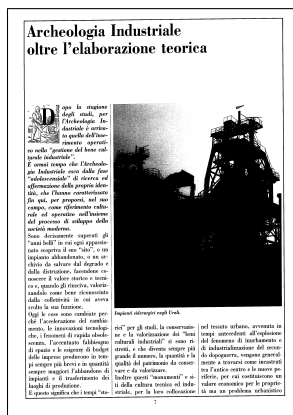 Archeologia Industriale
oltre l'elaborazione teorica
Dopo la stagione
degli studi, per
l'Archeologia In-
dustriale è arriva-
to quello dell'inse-
rimento operati-
vo nella "gestione del bene cul-
turale industriale".
È ormai tempo che l'Archeolo-
gia Industriale esca dalla fase
"adolescenziale" di ricerca ed
affermazione della propria iden-
tità, che l'hanno caratterizzata
fin qui, per proporsi, nel suo
campo, come riferimento cultu-
rale ed operativo nell'insieme
del processo di sviluppo della
società moderna.
Sono decisamente superati gli
"anni belli" in cui ogni appassio-
nato scopriva il suo "sito", o un
impianto abbandonato, o un ar-
chivio da salvare dal degrado e
dalla distruzione, facendone co-
noscere il valore storico e tecni-
co e, quando gli riusciva, valoriz-
zandolo come bene riconosciuto
dalla collettività in cui aveva
svolto la sua funzione.
Oggi le cose sono cambiate per-
ché l'accelerazione del cambia-
mento, le innovazioni tecnologi-
che, i fenomeni di rapida obsole-
scenza, l'accentuato fabbisogno
di spazio e le esigenze di budget
delle imprese producono in tem-
pi sempre più brevi e in quantità
sempre maggiori l'abbandono di
impianti e il trasferimento dei
luoghi di produzione.
E questo significa che i tempi "sto-
Impianti siderurgici negli Urali.
rici" per gli studi, la conservazio-
ne e la valorizzazione dei "beni
culturali industriali" si sono ri-
stretti, e che diventa sempre più
grande il numero, la quantità e la
qualità del patrimonio da conser-
vare e da valorizzare.
Inoltre questi "monumenti" e si-
ti della cultura tecnica ed indu-
striale, per la loro collocazione
nel tessuto urbano, avvenuta in
tempi antecedenti all'esplosione
dei fenomeni di inurbamento e
di industrializzazione del secon-
do dopoguerra, vengono general-
mente a trovarsi come incastrati
tra l'antico centro e le nuove pe-
riferie, per cui costituiscono un
valore economico per le proprie-
tà ma un problema urbanistico
7